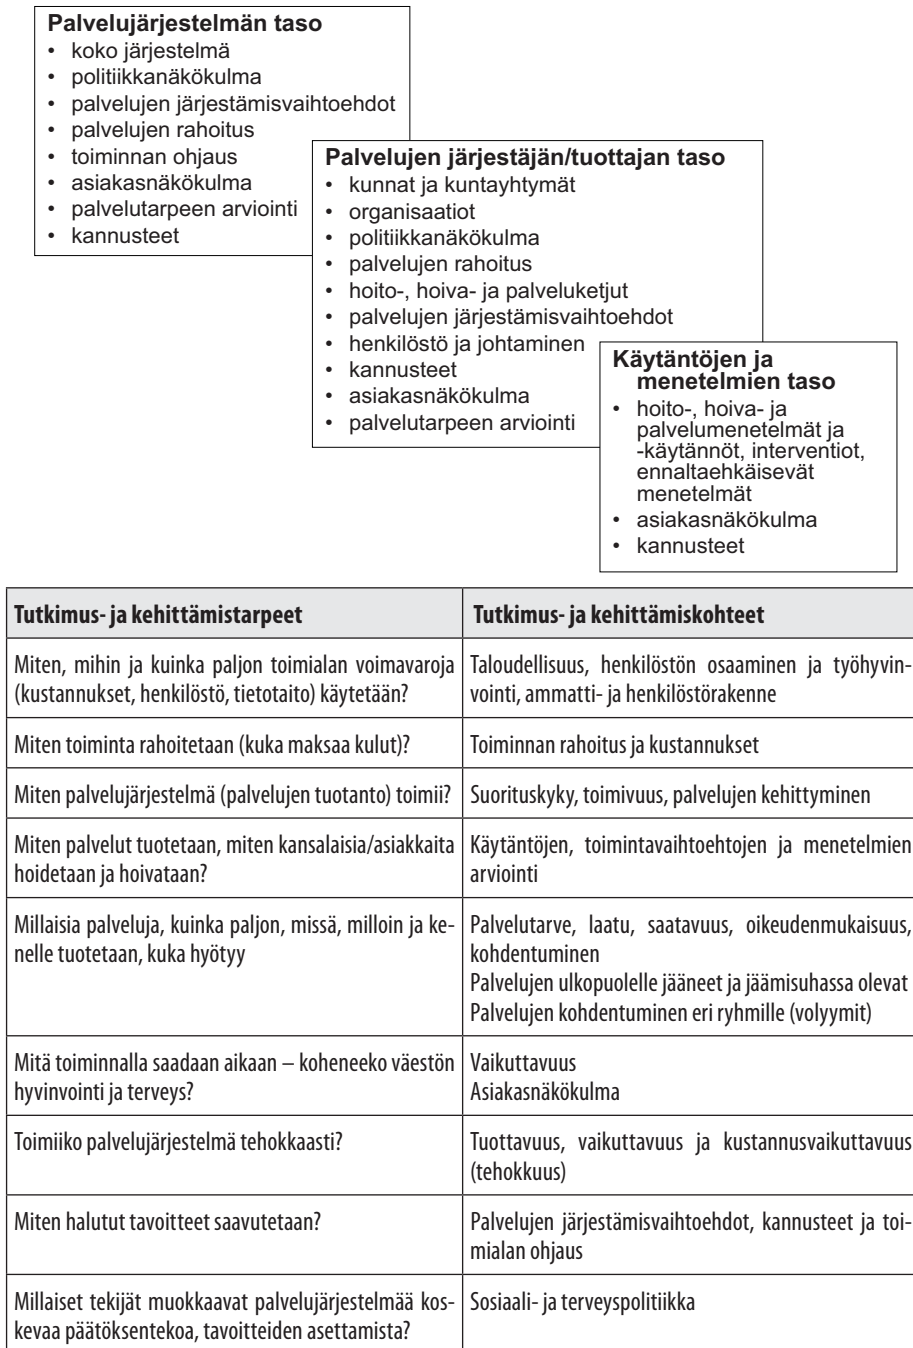 Palvelujärjestelmän taso
• koko järjestelmä
• politiikkanäkökulma
• palvelujen järjestämisvaihtoehdot
• palvelujen rahoitus
• toiminnan ohjaus
• asiakasnäkökulma
• palvelutarpeen arviointi
• kannusteet
Palvelujen järjestäjän/tuottajan taso
• kunnat ja kuntayhtymät
• organisaatiot
• politiikkanäkökulma
• palvelujen rahoitus
• hoito-, hoiva- ja palveluketjut
• palvelujen järjestämisvaihtoehdot
• henkilöstö ja johtaminen
• kannusteet
• asiakasnäkökulma
• palvelutarpeen arviointi
Käytäntöjen ja
menetelmien taso
• hoito-, hoiva- ja
palvelumenetelmät ja
-käytännöt, interventiot,
ennaltaehkäisevät
menetelmät
• asiakasnäkökulma
• kannusteet
Tutkimus- ja kehittämistarpeet
Tutkimus- ja kehittämiskohteet
Miten, mihin ja kuinka paljon toimialan voimavaroja
(kustannukset, henkilöstö, tietotaito) käytetään?
Taloudellisuus, henkilöstön osaaminen ja työhyvin-
vointi, ammatti- ja henkilöstörakenne
Miten toiminta rahoitetaan (kuka maksaa kulut)?
Toiminnan rahoitus ja kustannukset
Miten palvelujärjestelmä (palvelujen tuotanto) toimii?
Suorituskyky, toimivuus, palvelujen kehittyminen
Miten palvelut tuotetaan, miten kansalaisia/asiakkaita
hoidetaan ja hoivataan?
Käytäntöjen, toimintavaihtoehtojen ja menetelmien
arviointi
Millaisia palveluja, kuinka paljon, missä, milloin ja ke-
nelle tuotetaan, kuka hyötyy
Palvelutarve, laatu, saatavuus, oikeudenmukaisuus,
kohdentuminen
Palvelujen ulkopuolelle jääneet ja jäämisuhassa olevat
Palvelujen kohdentuminen eri ryhmille (volyymit)
Mitä toiminnalla saadaan aikaan – koheneeko väestön
hyvinvointi ja terveys?
Vaikuttavuus
Asiakasnäkökulma
Toimiiko palvelujärjestelmä tehokkaasti?
Tuottavuus, vaikuttavuus ja kustannusvaikuttavuus
(tehokkuus)
Miten halutut tavoitteet saavutetaan?
Palvelujen järjestämisvaihtoehdot, kannusteet ja toi-
mialan ohjaus
Millaiset tekijät muokkaavat palvelujärjestelmää kos-
kevaa päätöksentekoa, tavoitteiden asettamista?
Sosiaali- ja terveyspolitiikka